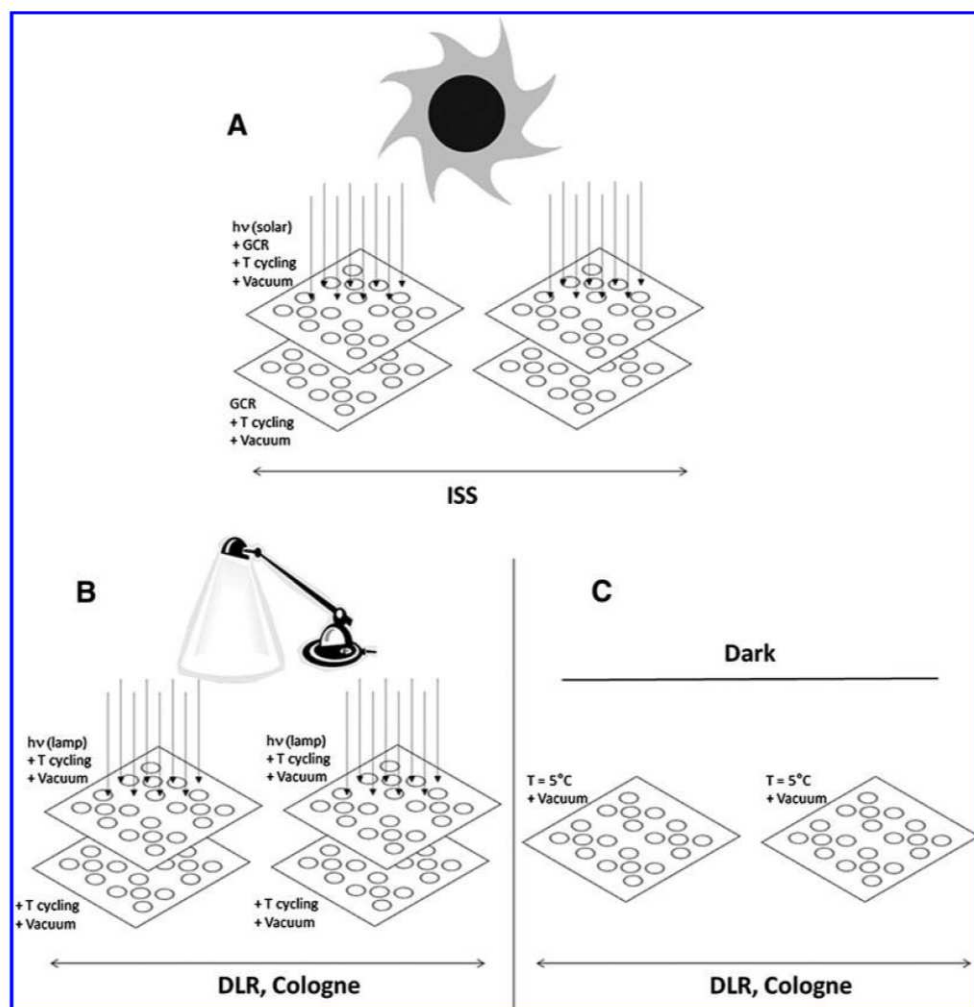 A
hν (solar)
+ GCR
+ T cycling
+ Vacuum
GCR
+ T cycling
+ Vacuum
ISS
B
hν (lamp)
+ T cycling
+ Vacuum
hν (lamp)
+ T cycling
+ Vacuum
+ T cycling
+ Vacuum
+ T cycling
+ Vacuum
DLR, Cologne
C
Dark
T = 5°C
+ Vacuum
T = 5°C
+ Vacuum
DLR, Cologne